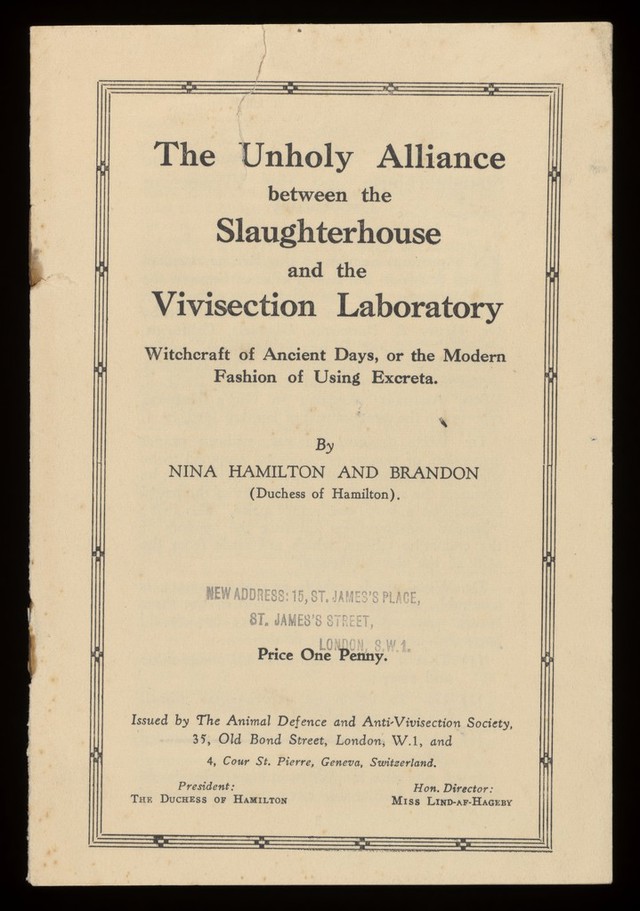 The Unholy Alliance
between the
Slaughterhouse
and the
Vivisection Laboratory
Witchcraft of Ancient Days, or the Modern
Fashion of Using Excreta.
By
NINA HAMILTON AND BRANDON
(Duchess of Hamilton).
NEW ADDRESS: 15, ST. JAMES'S PLACE,
ST. JAMES'S STREET,
LONDON, S.W.1.
Price One Penny.
Issued by The Animal Defence and Anti-Vivisection Society,
35, Old Bond Street, London, W.1, and
4, Cour St. Pierre, Geneva, Switzerland.
President: Hon. Director:
THE DUCHESS OF HAMILTON MISS LIND-AF-HAGEBY